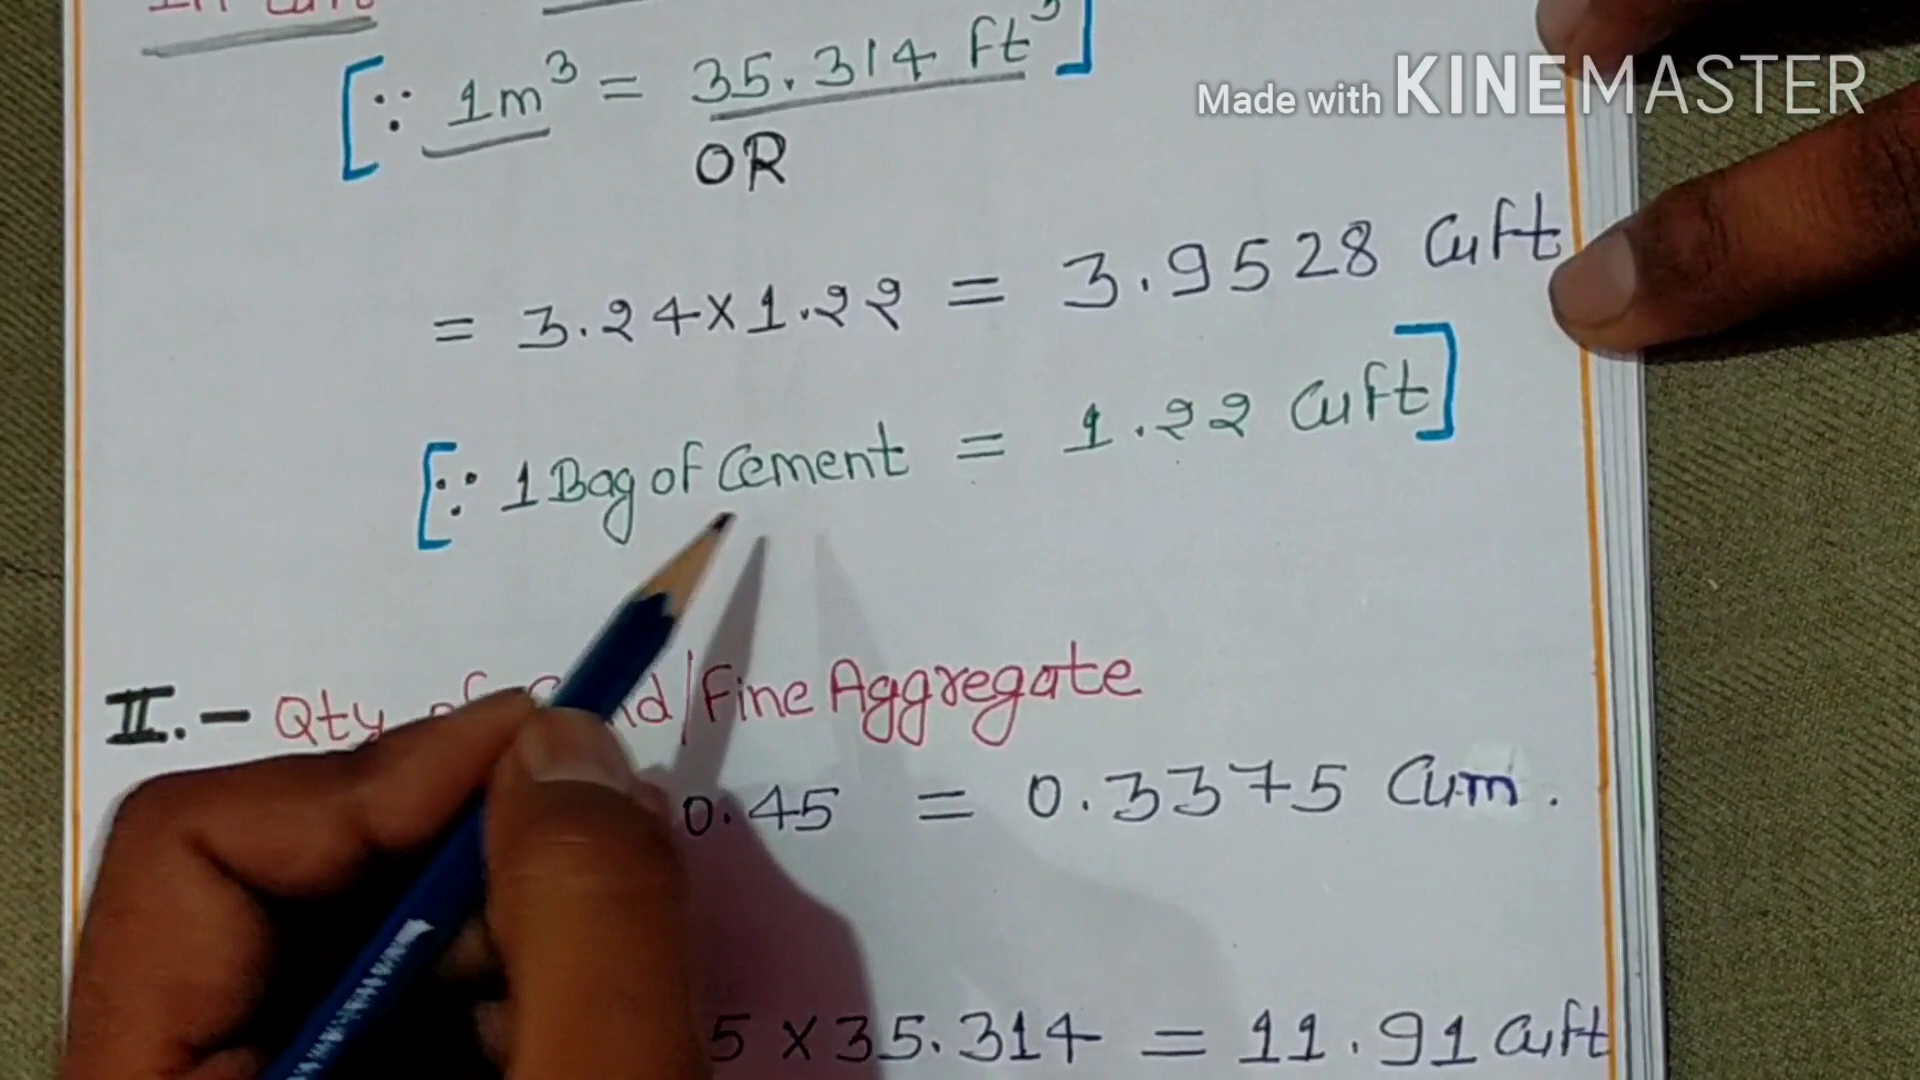 [∵ 1m³ = 35.314 ft³]
Made with KINEMASTER
OR
= 3.24×1.22 = 3.9528 Cuft
[∵ 1 Bag of Cement = 1.22 Cuft]
II.- Qty of /Fine Aggregate
0.45 = 0.3375 Cum.
5 × 35.314 = 11.91 Cuft